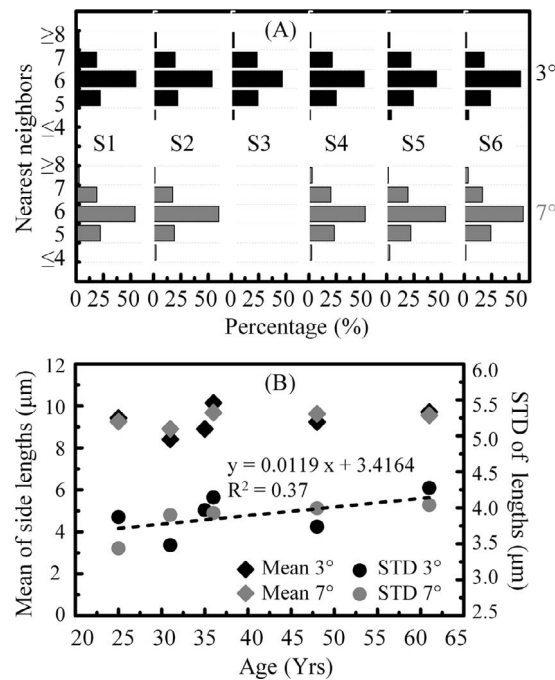 (A)
Nearest neighbors
≥8
7
6
5
≤4
≥8
7
6
5
≤4
S1 S2 S3 S4 S5 S6
3°
7°
0 25 50 0 25 50 0 25 50 0 25 50 0 25 50 0 25 50
Percentage (%)
(B)
Mean of side lengths (μm)
12
10
8
6
4
2
0
STD of lengths (μm)
6.0
5.5
5.0
4.5
4.0
3.5
3.0
2.5
y = 0.0119 x + 3.4164
R² = 0.37
Mean 3° STD 3°
Mean 7° STD 7°
20 25 30 35 40 45 50 55 60 65
Age (Yrs)